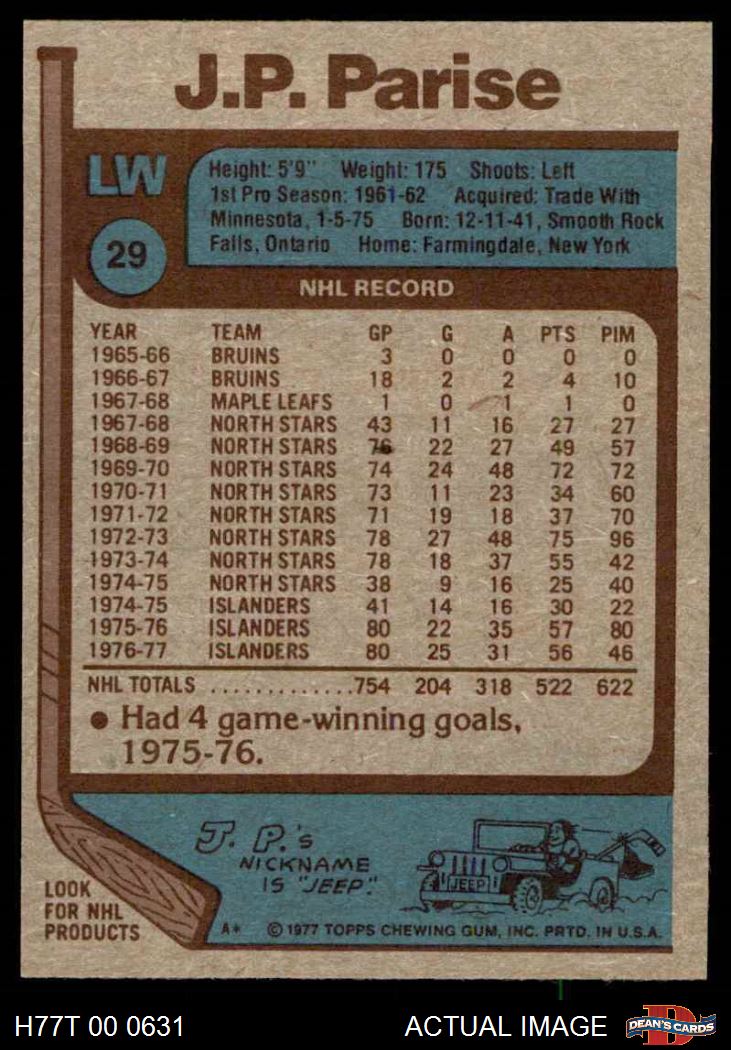 J.P. Parise
LW
29
Height: 5'9" Weight: 175 Shoots: Left
1st Pro Season: 1961-62 Acquired: Trade With
Minnesota, 1-5-75 Born: 12-11-41, Smooth Rock
Falls, Ontario Home: Farmingdale, New York
NHL RECORD
YEAR TEAM GP G A PTS PIM
1965-66 BRUINS 3 0 0 0 0
1966-67 BRUINS 18 2 2 4 10
1967-68 MAPLE LEAFS 1 0 1 1 0
1967-68 NORTH STARS 43 11 16 27 27
1968-69 NORTH STARS 76 22 27 49 57
1969-70 NORTH STARS 74 24 48 72 72
1970-71 NORTH STARS 73 11 23 34 60
1971-72 NORTH STARS 71 19 18 37 70
1972-73 NORTH STARS 78 27 48 75 96
1973-74 NORTH STARS 78 18 37 55 42
1974-75 NORTH STARS 38 9 16 25 40
1974-75 ISLANDERS 41 14 16 30 22
1975-76 ISLANDERS 80 22 35 57 80
1976-77 ISLANDERS 80 25 31 56 46
NHL TOTALS .............754 204 318 522 622
● Had 4 game-winning goals,
1975-76.
J. P.'s
NICKNAME
IS "JEEP."
JEEP
LOOK
FOR NHL
PRODUCTS
A* © 1977 TOPPS CHEWING GUM, INC. PRTD. IN U.S.A.
H77T 00 0631 ACTUAL IMAGE
D
DEAN'S CARDS